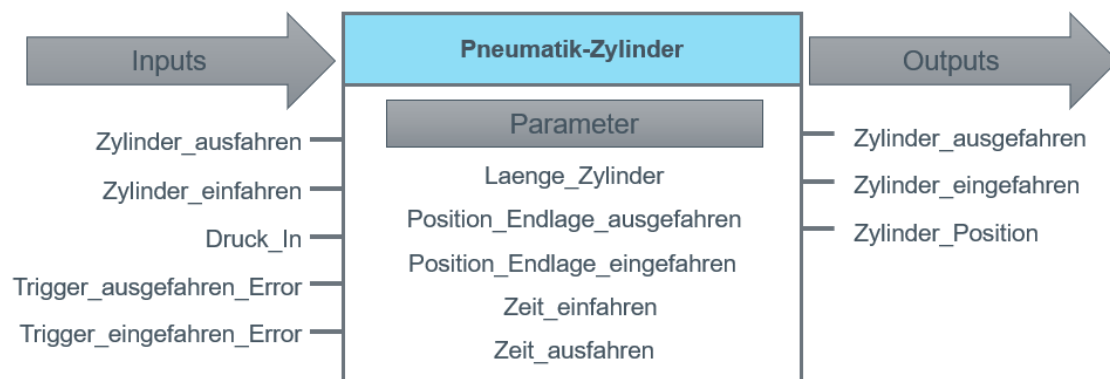 Inputs
Pneumatik-Zylinder
Outputs
Zylinder_ausfahren
Zylinder_einfahren
Druck_In
Trigger_ausgefahren_Error
Trigger_eingefahren_Error
Parameter
Laenge_Zylinder
Position_Endlage_ausgefahren
Position_Endlage_eingefahren
Zeit_einfahren
Zeit_ausfahren
Zylinder_ausgefahren
Zylinder_eingefahren
Zylinder_Position